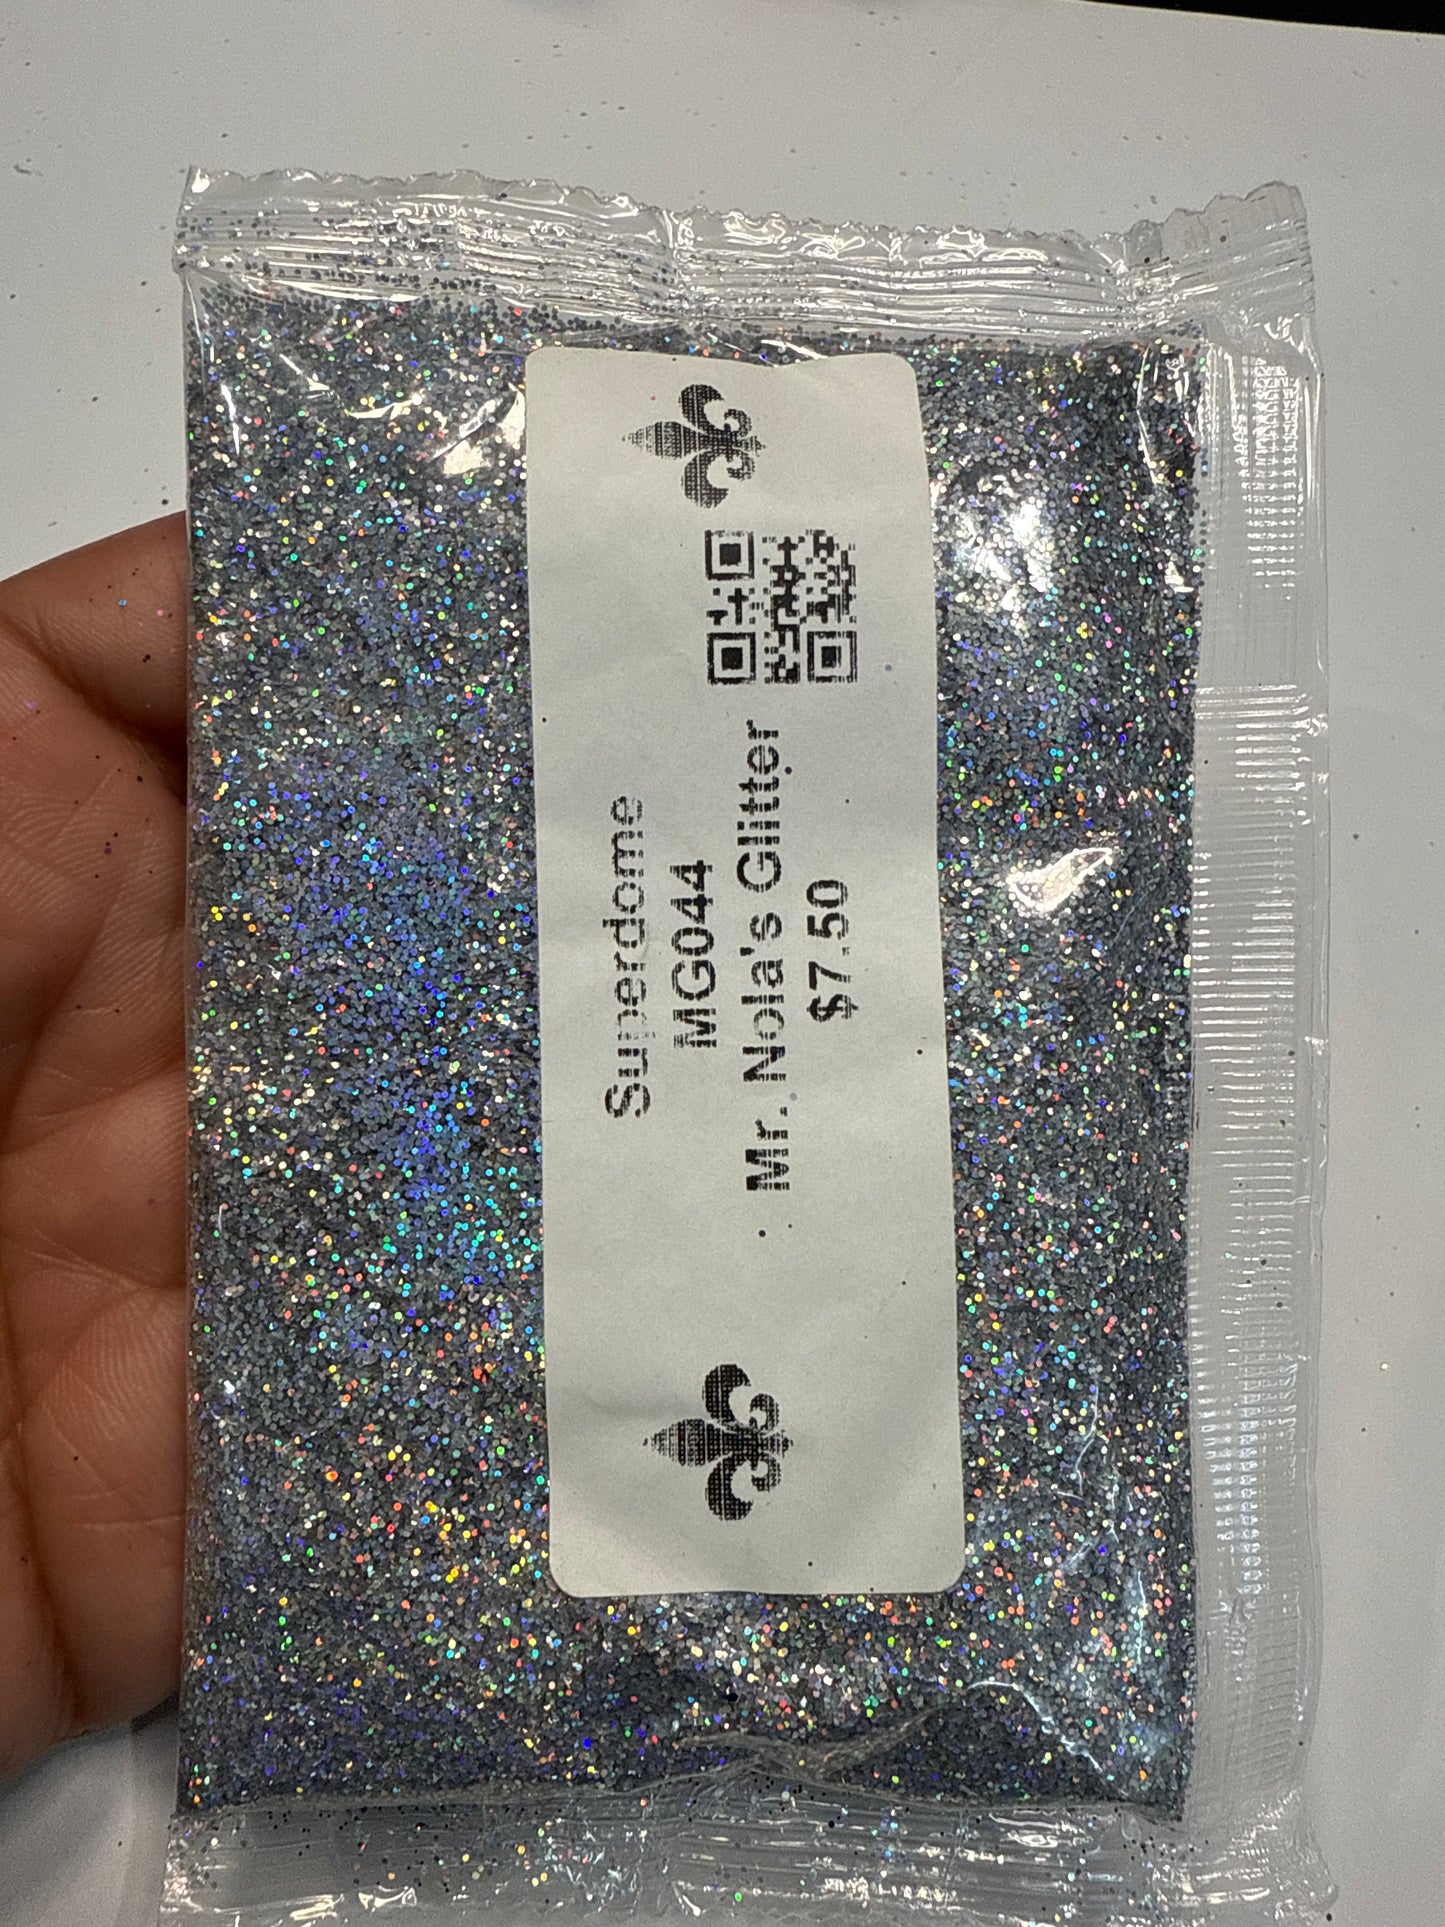 Superdome
MG044
Mr. Nola's Glitter
$7.50